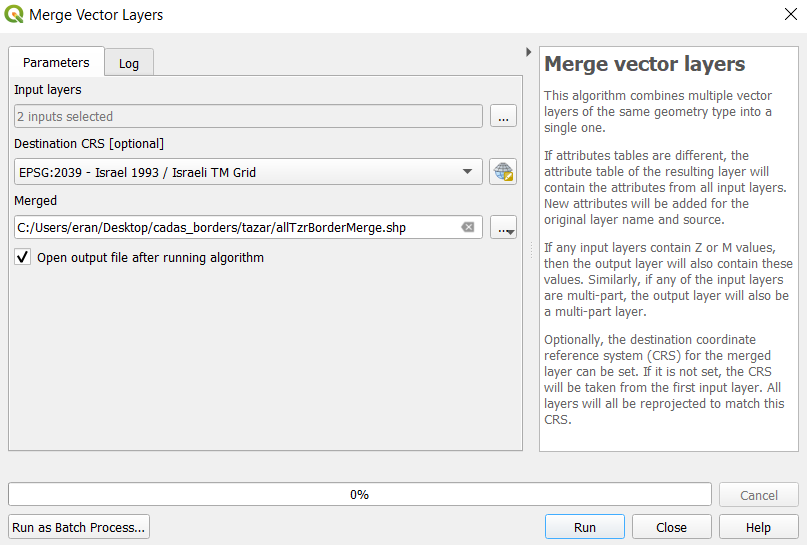 Merge Vector Layers
Parameters
Log
Input layers
2 inputs selected
...
Destination CRS [optional]
EPSG:2039 - Israel 1993 / Israeli TM Grid
Merged
C:/Users/eran/Desktop/cadas_borders/tazar/allTzrBorderMerge.shp
...
Open output file after running algorithm
Merge vector layers
This algorithm combines multiple vector
layers of the same geometry type into a
single one.
If attributes tables are different, the
attribute table of the resulting layer will
contain the attributes from all input layers.
New attributes will be added for the
original layer name and source.
If any input layers contain Z or M values,
then the output layer will also contain these
values. Similarly, if any of the input layers
are multi-part, the output layer will also be
a multi-part layer.
Optionally, the destination coordinate
reference system (CRS) for the merged
layer can be set. If it is not set, the CRS
will be taken from the first input layer. All
layers will all be reprojected to match this
CRS.
0%
Cancel
Run as Batch Process...
Run
Close
Help